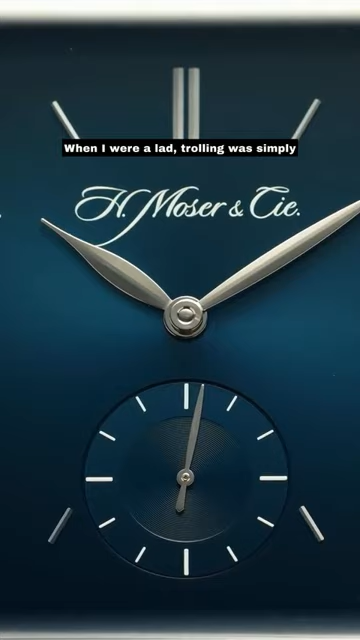 When I were a lad, trolling was simply
H. Moser & Cie.